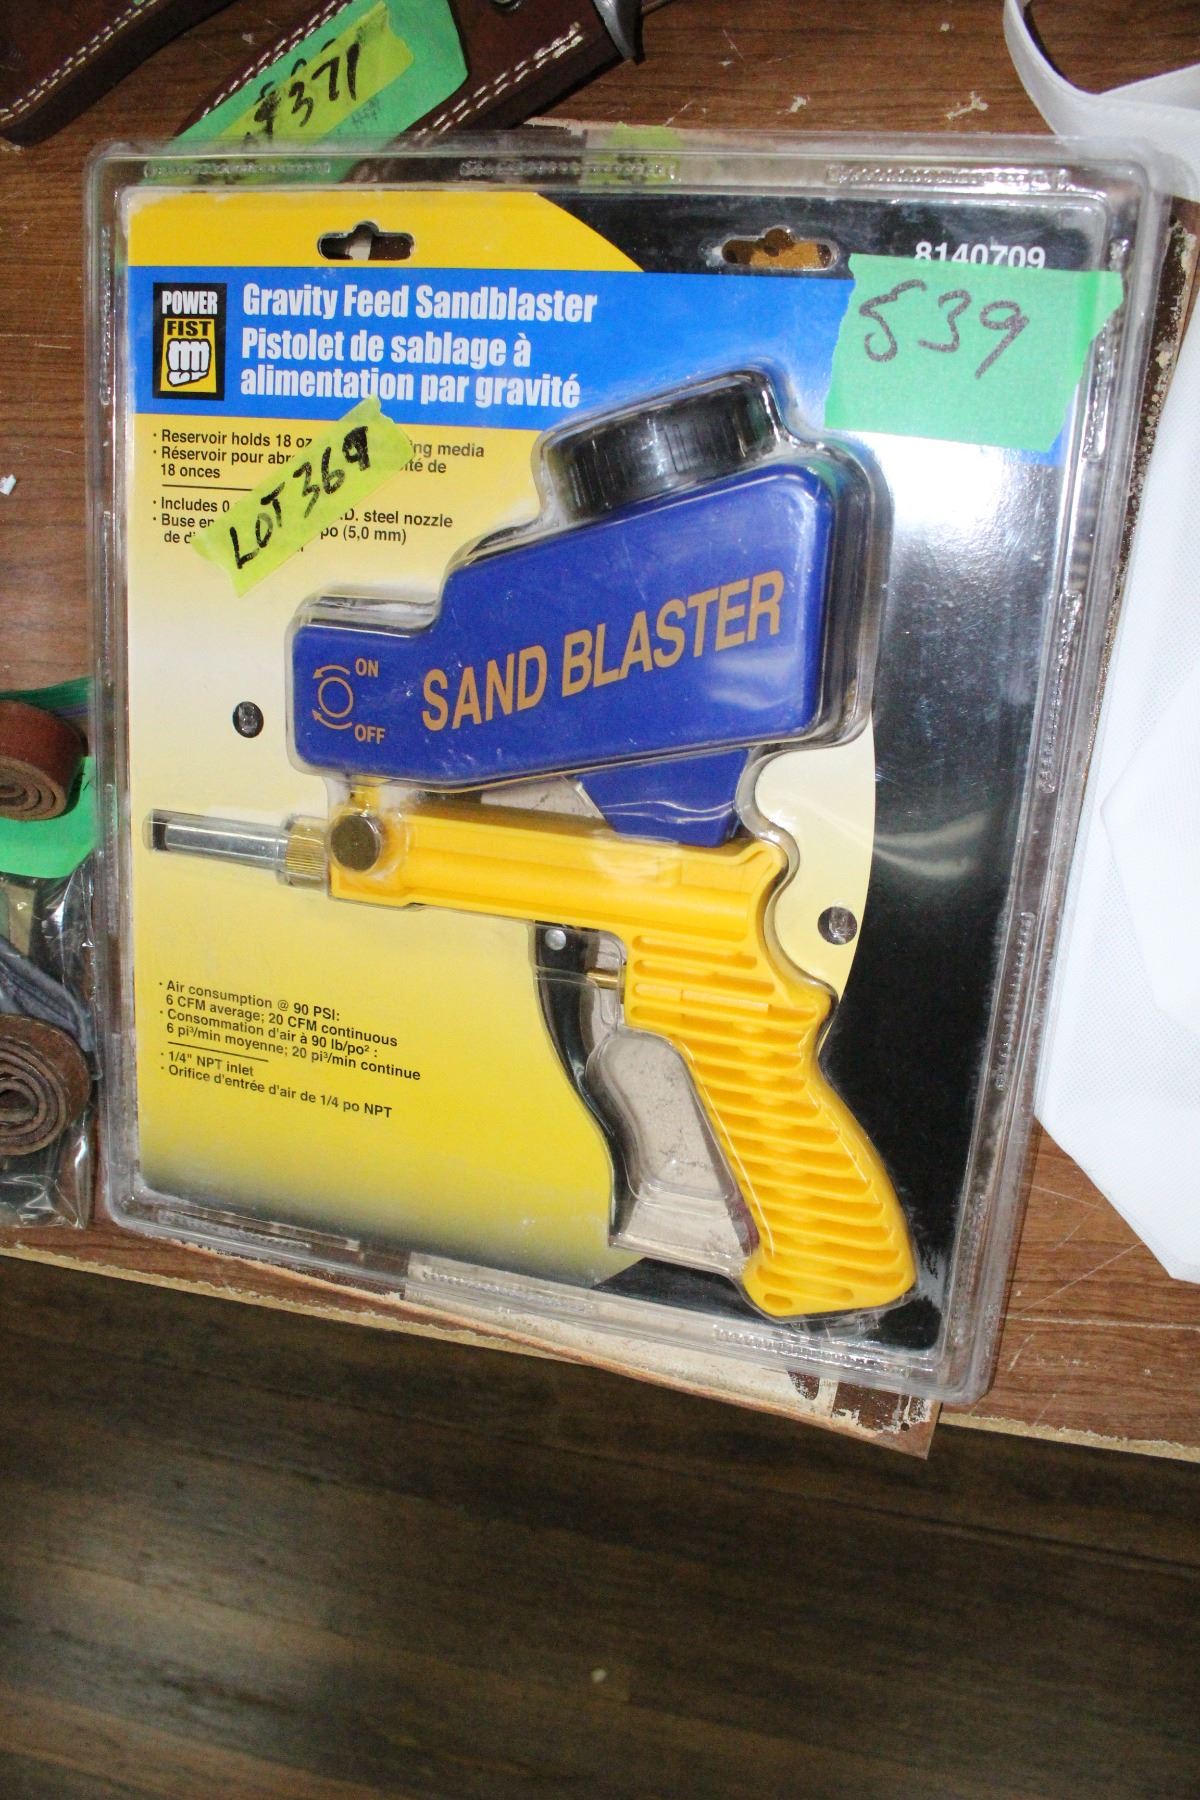 371
8140709
539
POWER
FIST
Gravity Feed Sandblaster
Pistolet de sablage à
alimentation par gravité
· Reservoir holds 18 oz media
· Réservoir pour de
18 onces
· Includes steel nozzle
· Buse en po (5,0 mm)
LOT 369
ON
OFF
SAND BLASTER
· Air consumption @ 90 PSI:
6 CFM average; 20 CFM continuous
· Consommation d'air à 90 lb/po² :
6 pi³/min moyenne; 20 pi³/min continue
· 1/4" NPT inlet
· Orifice d'entrée d'air de 1/4 po NPT